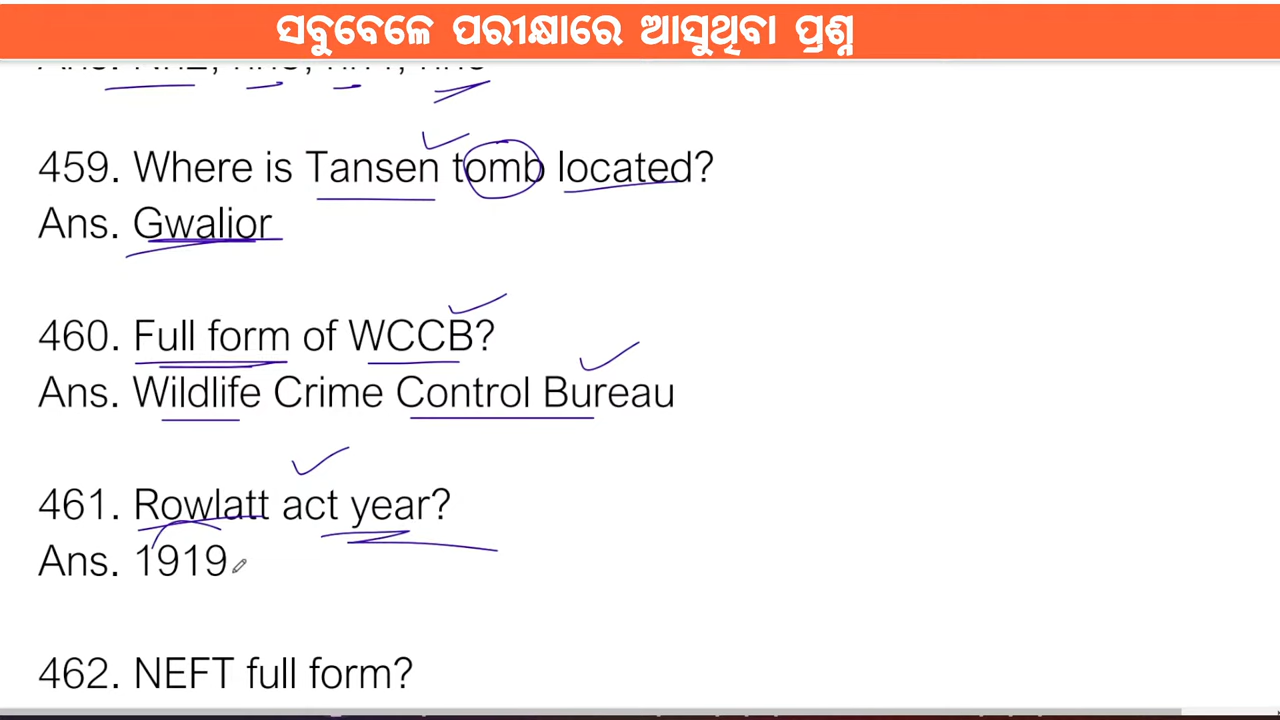 ସବୁବେଳେ ପରୀକ୍ଷାରେ ଆସୁଥିବା ପ୍ରଶ୍ନ
Ans.
459. Where is Tansen tomb located?
Ans. Gwalior
460. Full form of WCCB?
Ans. Wildlife Crime Control Bureau
461. Rowlatt act year?
Ans. 1919
462. NEFT full form?